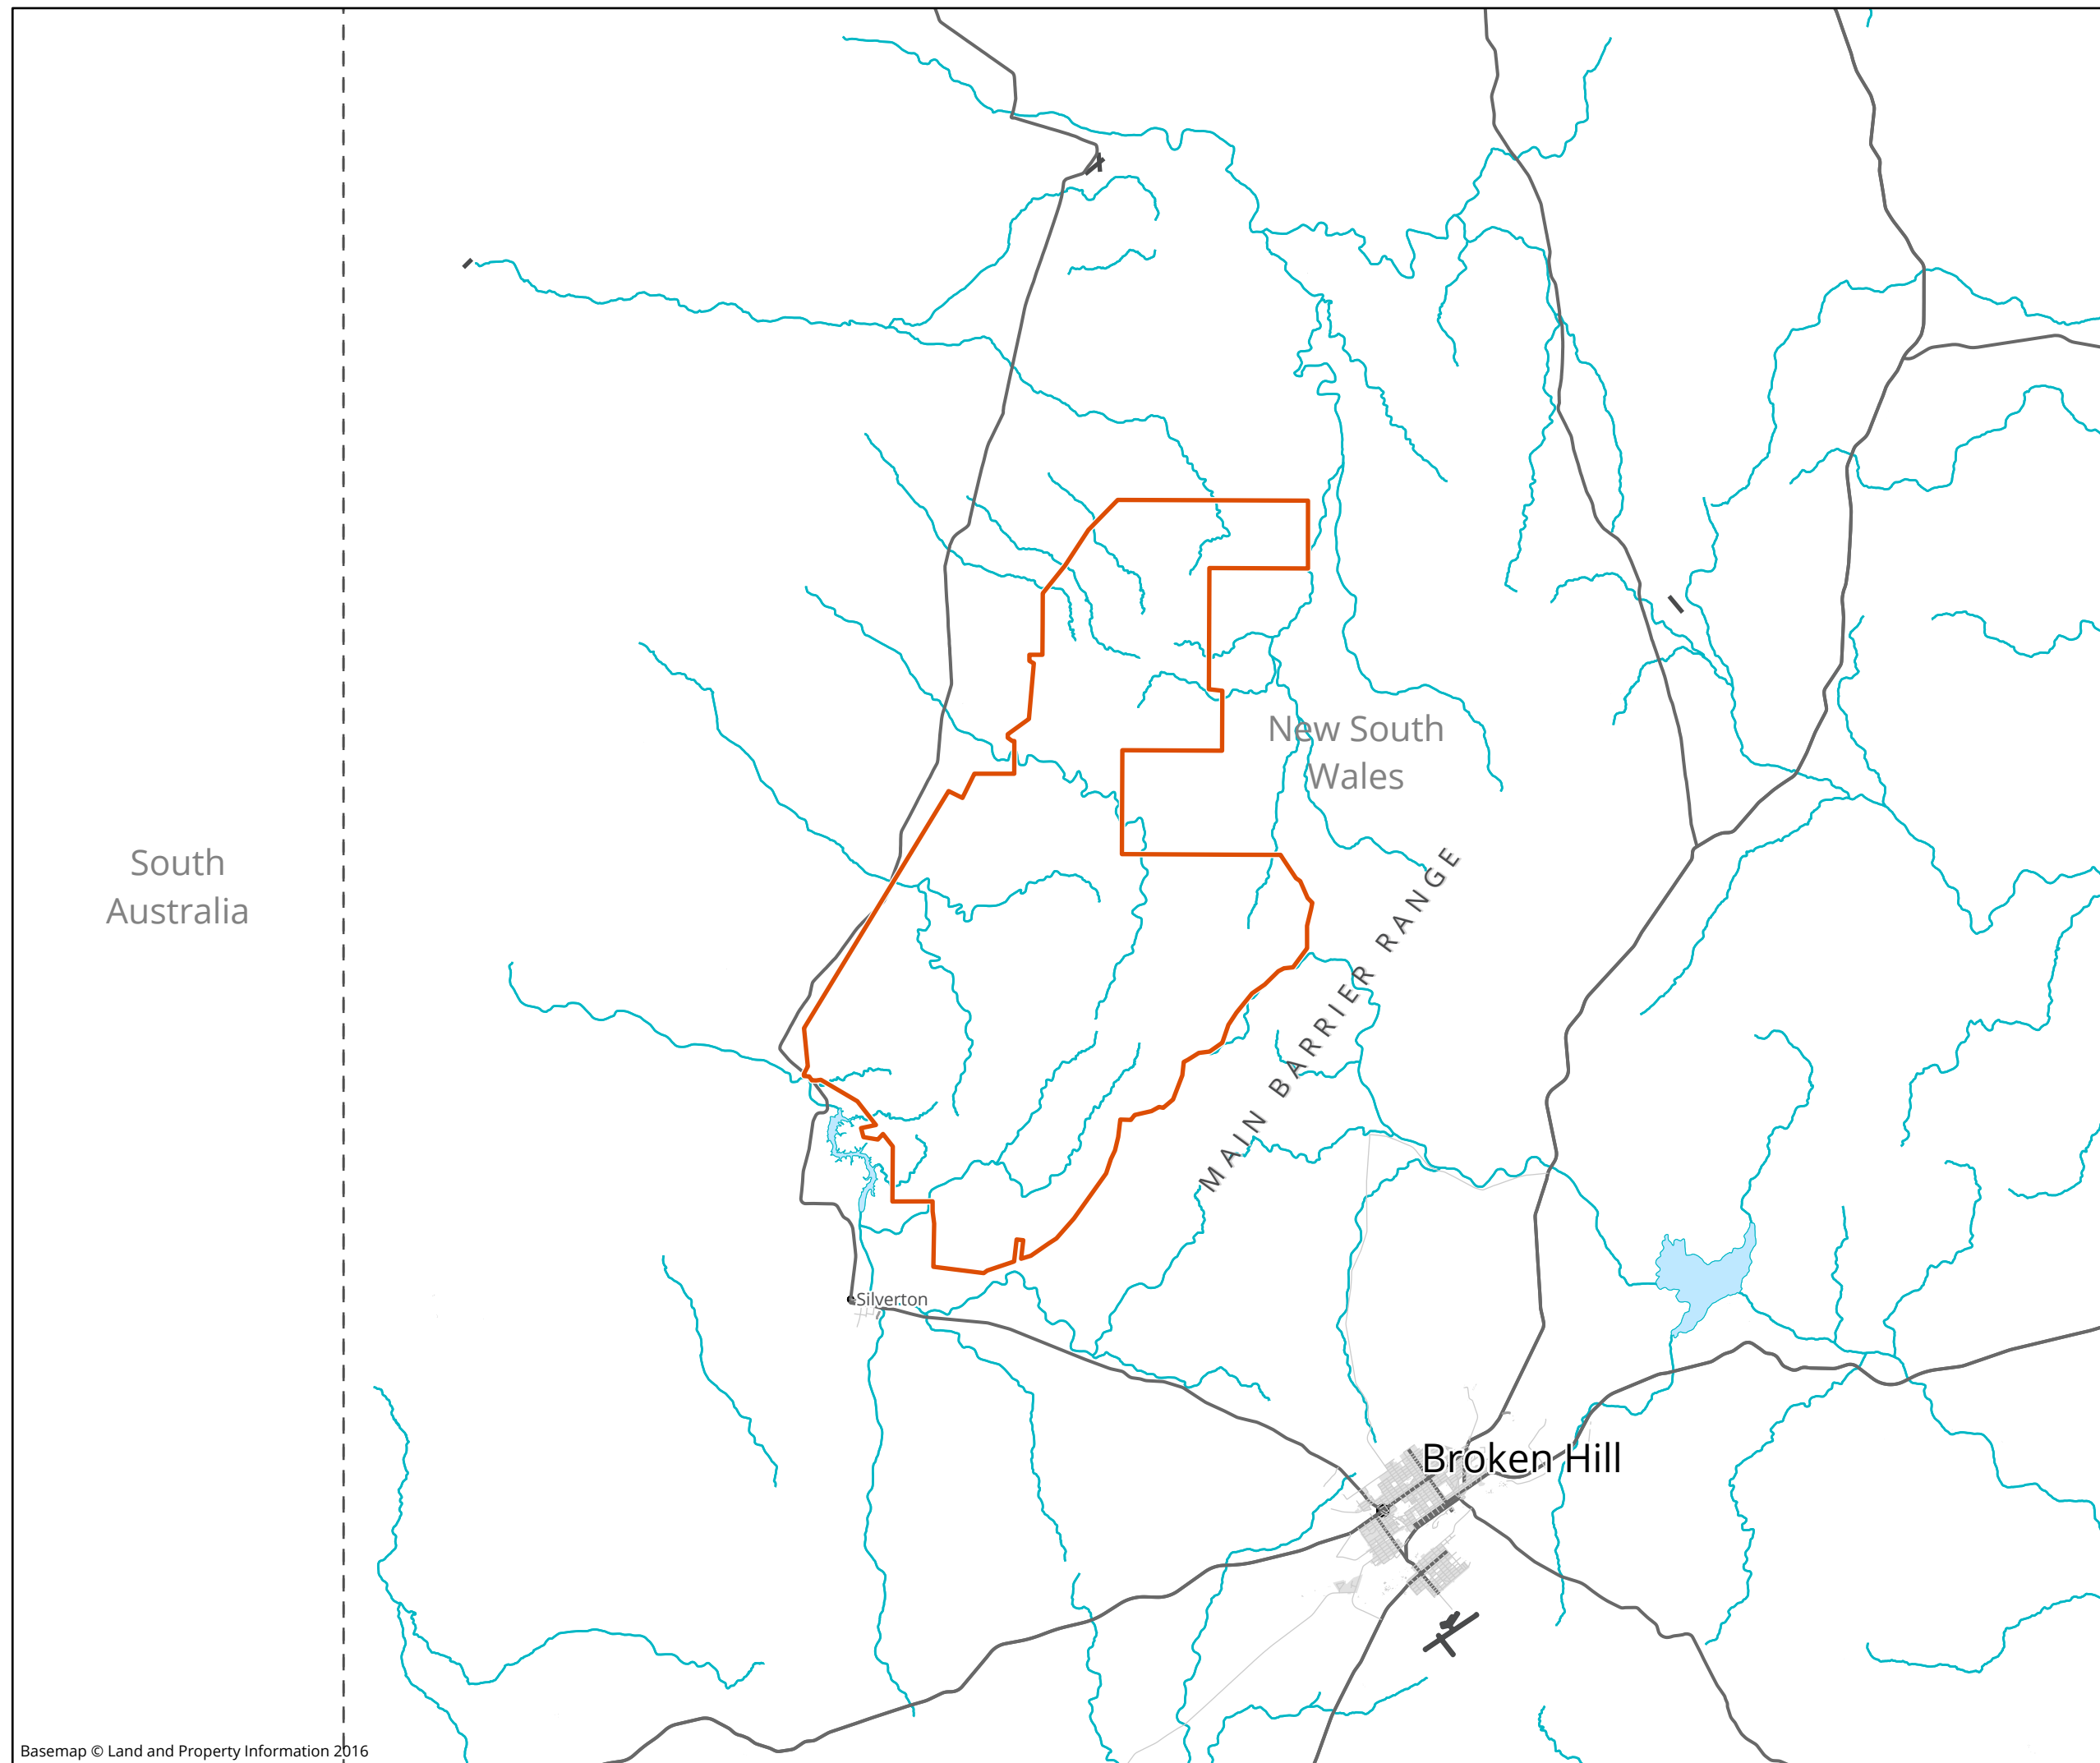 New South
Wales
South
Australia
MAIN BARRIER RANGE
Silverton
Broken Hill
Basemap © Land and Property Information 2016